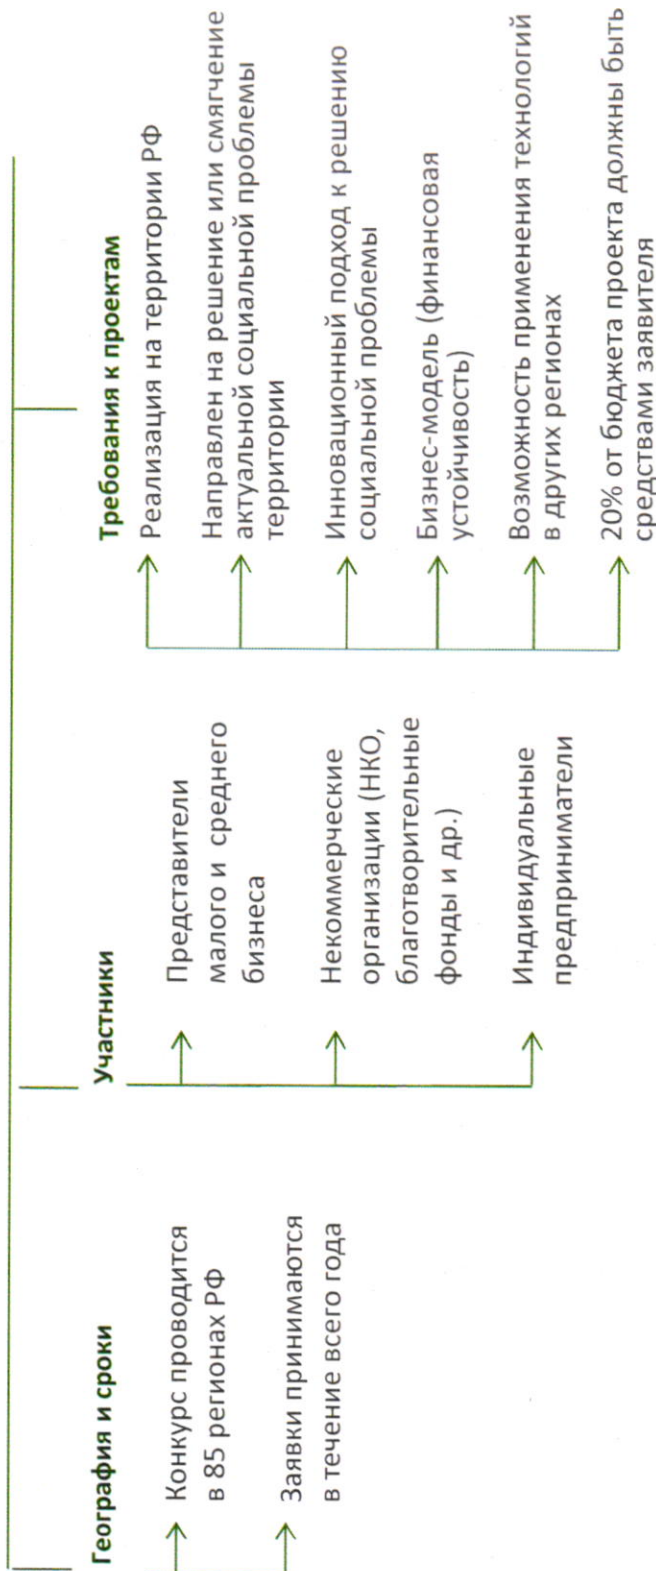 География и сроки
Конкурс проводится
в 85 регионах РФ
Заявки принимаются
в течение всего года
Участники
Представители
малого и среднего
бизнеса
Некоммерческие
организации (НКО,
благотворительные
фонды и др.)
Индивидуальные
предприниматели
Требования к проектам
Реализация на территории РФ
Направлен на решение или смягчение
актуальной социальной проблемы
территории
Инновационный подход к решению
социальной проблемы
Бизнес-модель (финансовая
устойчивость)
Возможность применения технологий
в других регионах
20% от бюджета проекта должны быть
средствами заявителя